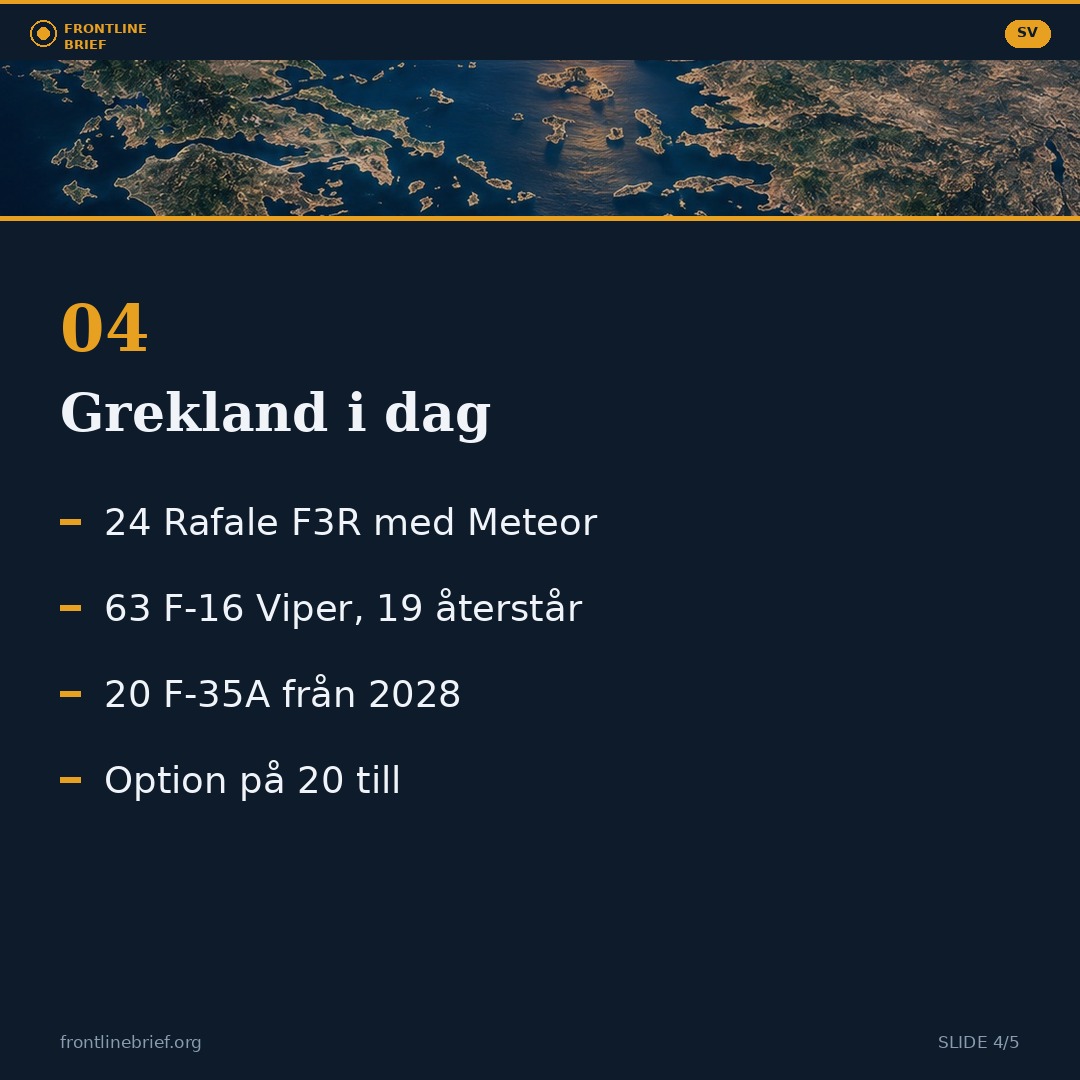 FRONTLINE
BRIEF
SV
04
Grekland i dag
24 Rafale F3R med Meteor
63 F-16 Viper, 19 återstår
20 F-35A från 2028
Option på 20 till
frontlinebrief.org
SLIDE 4/5